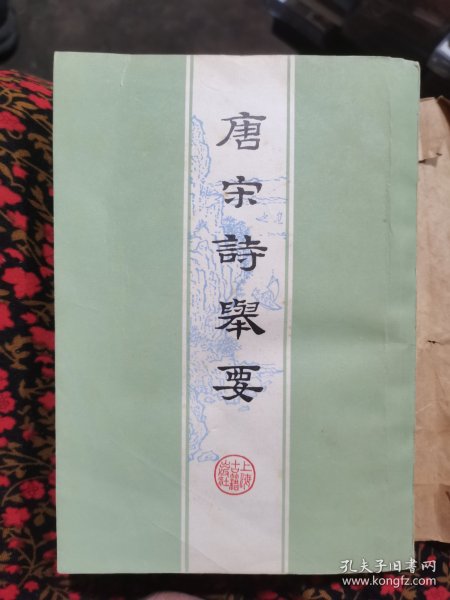 唐宋詩舉要
上海
古籍
出版社
孔夫子旧书网
www.kongfz.com